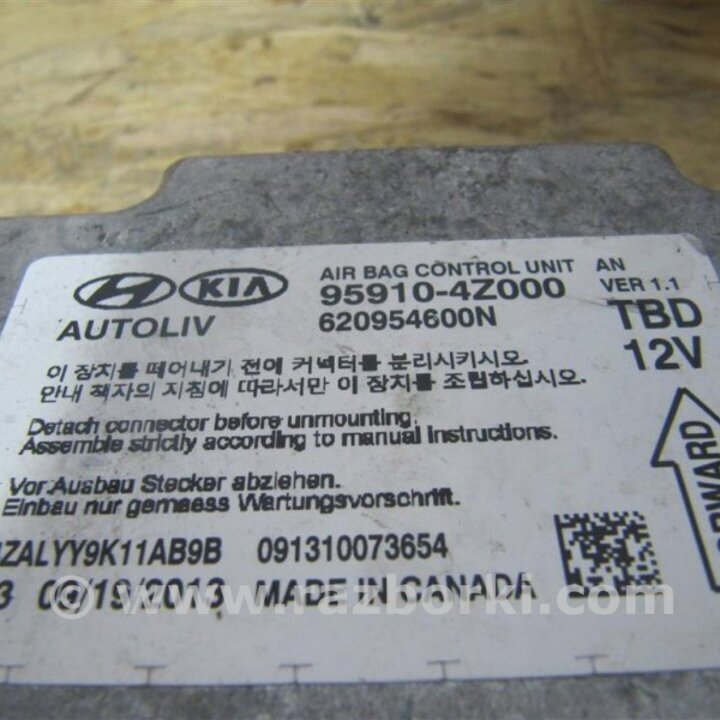 HYUNDAI KIA AIR BAG CONTROL UNIT AN
95910-4Z000 VER 1.1
AUTOLIV 620954600N TBD
12V
이 장치를 떼어내기 전에 커넥터를 분리시키시오.
안내 책자의 지침에 따라서만 이 장치를 조립하십시오.
Detach connector before unmounting.
Assemble strictly according to manual instructions.
Vor Ausbau Stecker abziehen.
Einbau nur gemaess Wartungsvorschrift.
ZALYY9K11AB9B 091310073654
/19/2013 MADE IN CANADA
www.razborki.com